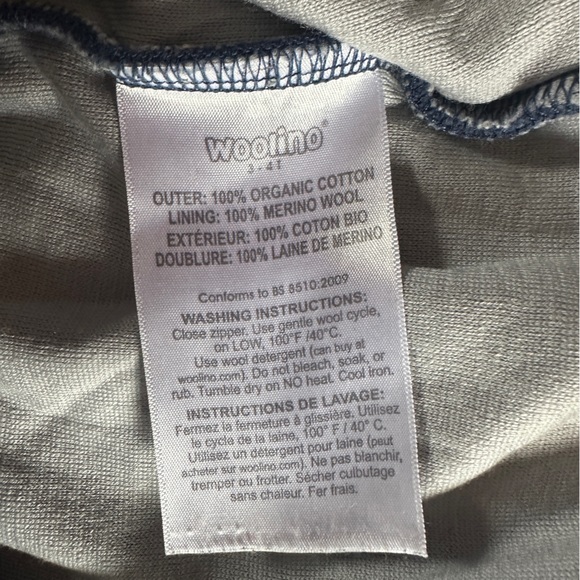 woolino®
3-4T
OUTER: 100% ORGANIC COTTON
LINING: 100% MERINO WOOL
EXTÉRIEUR: 100% COTON BIO
DOUBLURE: 100% LAINE DE MERINO
Conforms to BS 8510:2009
WASHING INSTRUCTIONS:
Close zipper. Use gentle wool cycle,
on LOW, 100°F /40°C.
Use wool detergent (can buy at
woolino.com). Do not bleach, soak, or
rub. Tumble dry on NO heat. Cool iron.
INSTRUCTIONS DE LAVAGE:
Fermez la fermeture à glissière. Utilisez
le cycle de la laine, 100° F / 40° C.
Utilisez un détergent pour laine (peut
acheter sur woolino.com). Ne pas blanchir,
tremper ou frotter. Sécher culbutage
sans chaleur. Fer frais.